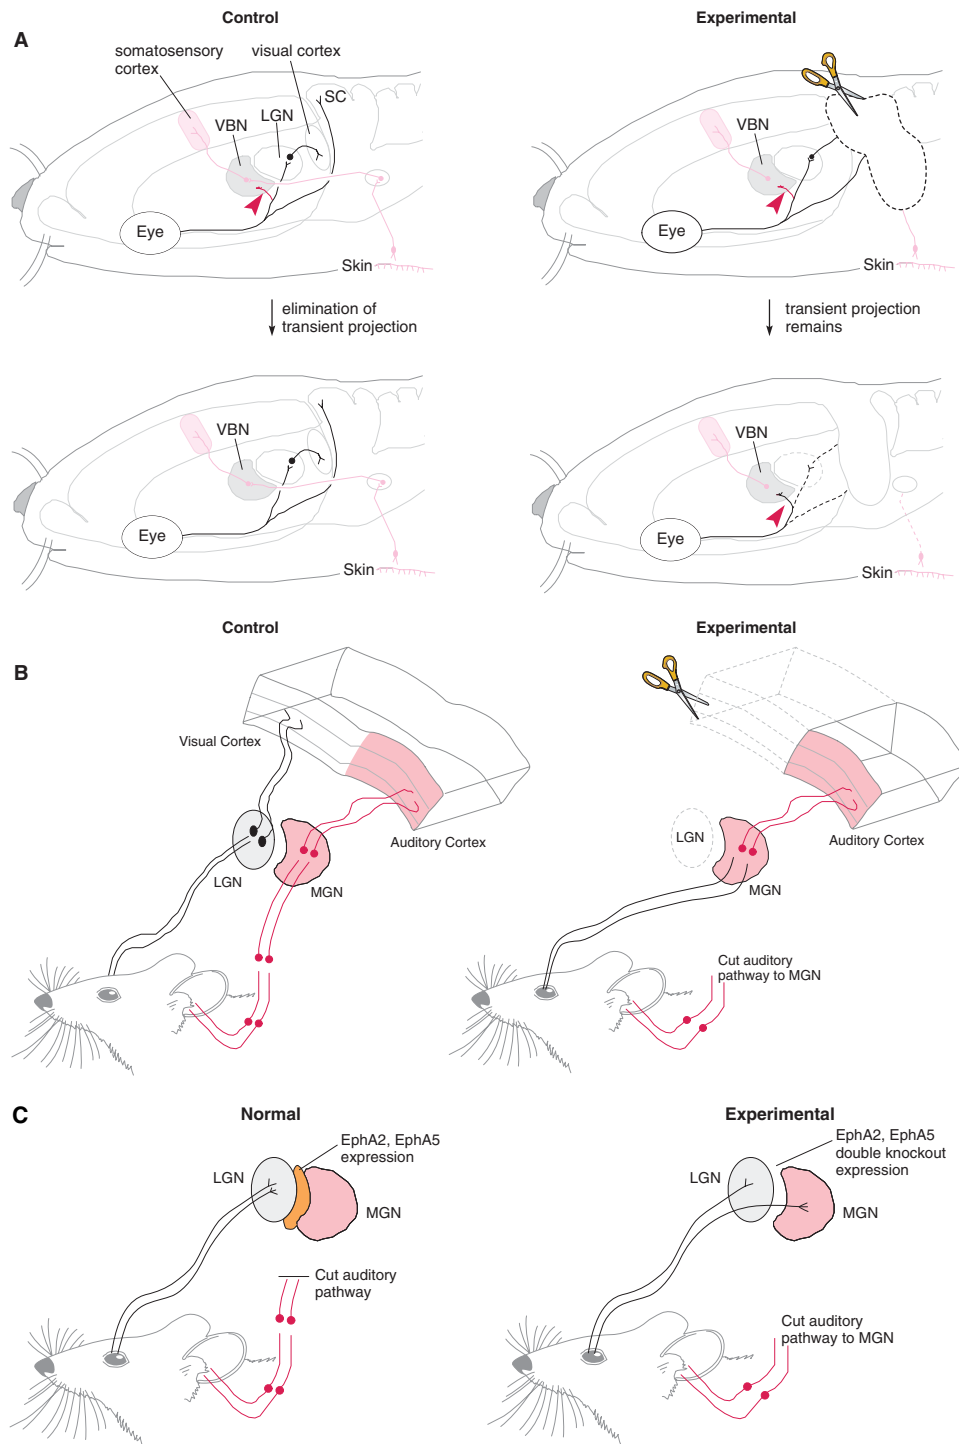 Control
Experimental
A
somatosensory
cortex
visual cortex
SC
LGN
VBN
Eye
Skin
VBN
Eye
Skin
elimination of
transient projection
transient projection
remains
VBN
Eye
Skin
VBN
Eye
Skin
Control
Experimental
B
Visual Cortex
Auditory Cortex
LGN
MGN
LGN
Auditory Cortex
MGN
Cut auditory
pathway to MGN
C
Normal
Experimental
EphA2, EphA5
expression
LGN
MGN
Cut auditory
pathway
EphA2, EphA5
double knockout
expression
LGN
MGN
Cut auditory
pathway to MGN